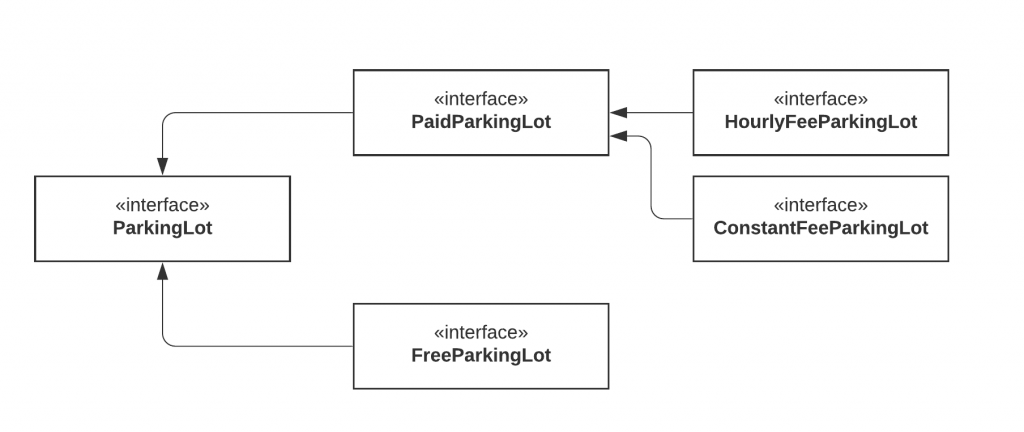 «interface»
PaidParkingLot
«interface»
HourlyFeeParkingLot
«interface»
ParkingLot
«interface»
ConstantFeeParkingLot
«interface»
FreeParkingLot